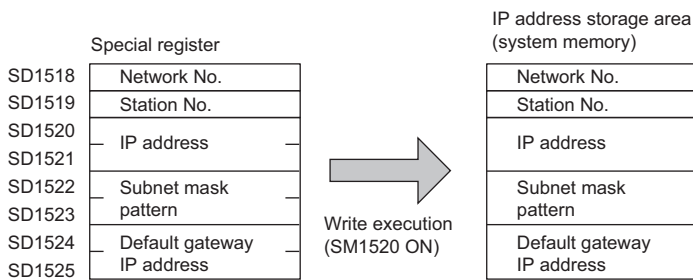 Special register
SD1518 Network No.
SD1519 Station No.
SD1520
IP address
SD1521
SD1522 Subnet mask
SD1523 pattern
SD1524 Default gateway
SD1525 IP address
Write execution
(SM1520 ON)
IP address storage area
(system memory)
Network No.
Station No.
IP address
Subnet mask
pattern
Default gateway
IP address